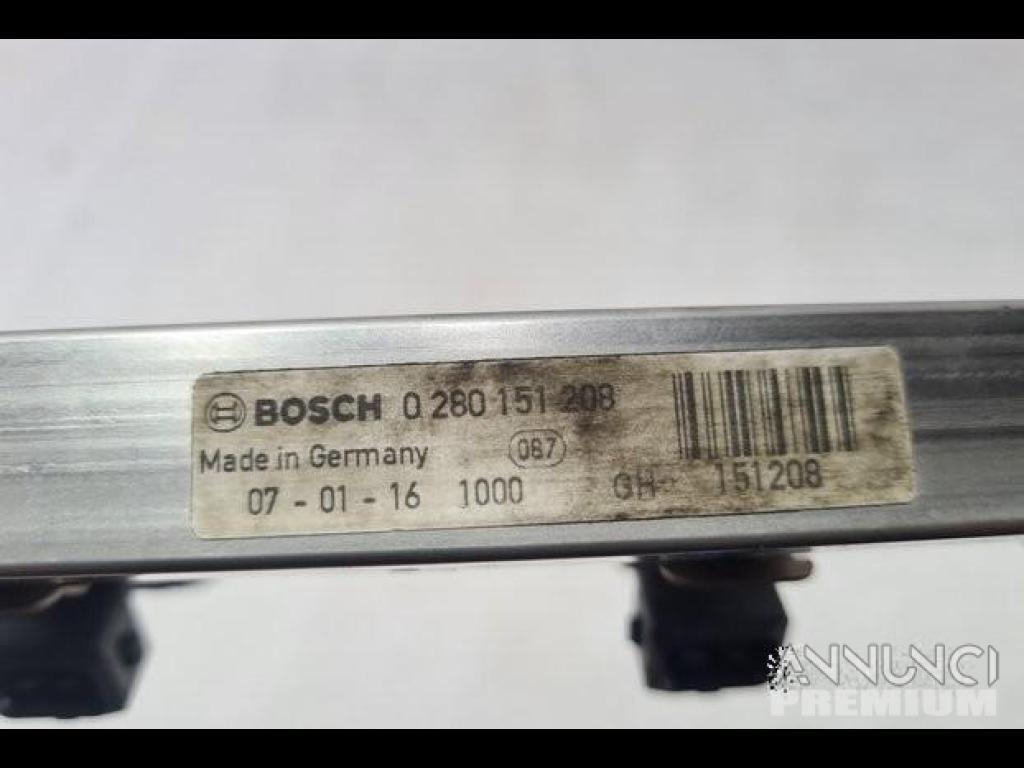 BOSCH 0 280 151 208
Made in Germany 087
07 - 01 - 16 1000 GH 151208
ANNUNCI
PREMIUM